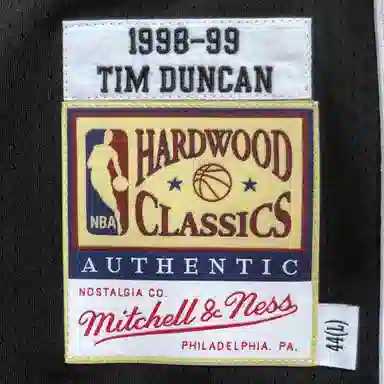 1998-99
TIM DUNCAN
NBA
HARDWOOD
CLASSICS
AUTHENTIC
NOSTALGIA CO.
Mitchell & Ness
PHILADELPHIA, PA.
44(L)